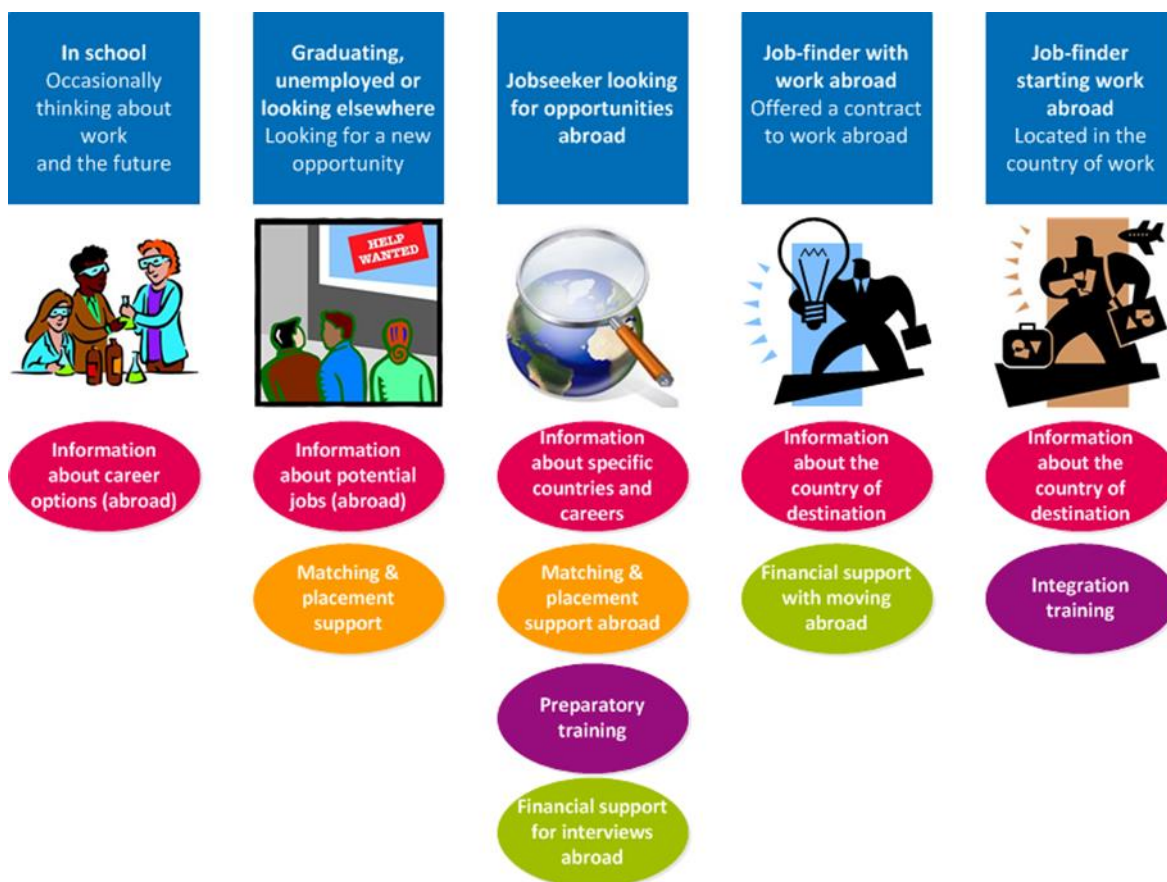 In school
Occasionally
thinking about
work
and the future
Graduating,
unemployed or
looking elsewhere
Looking for a new
opportunity
Jobseeker looking
for opportunities
abroad
Job-finder with
work abroad
Offered a contract
to work abroad
Job-finder
starting work
abroad
Located in the
country of work
HELP
WANTED
Information
about career
options (abroad)
Information
about potential
jobs (abroad)
Information
about specific
countries and
careers
Information
about the
country of
destination
Information
about the
country of
destination
Matching &
placement
support
Matching &
placement
support abroad
Financial support
with moving
abroad
Integration
training
Preparatory
training
Financial support
for interviews
abroad